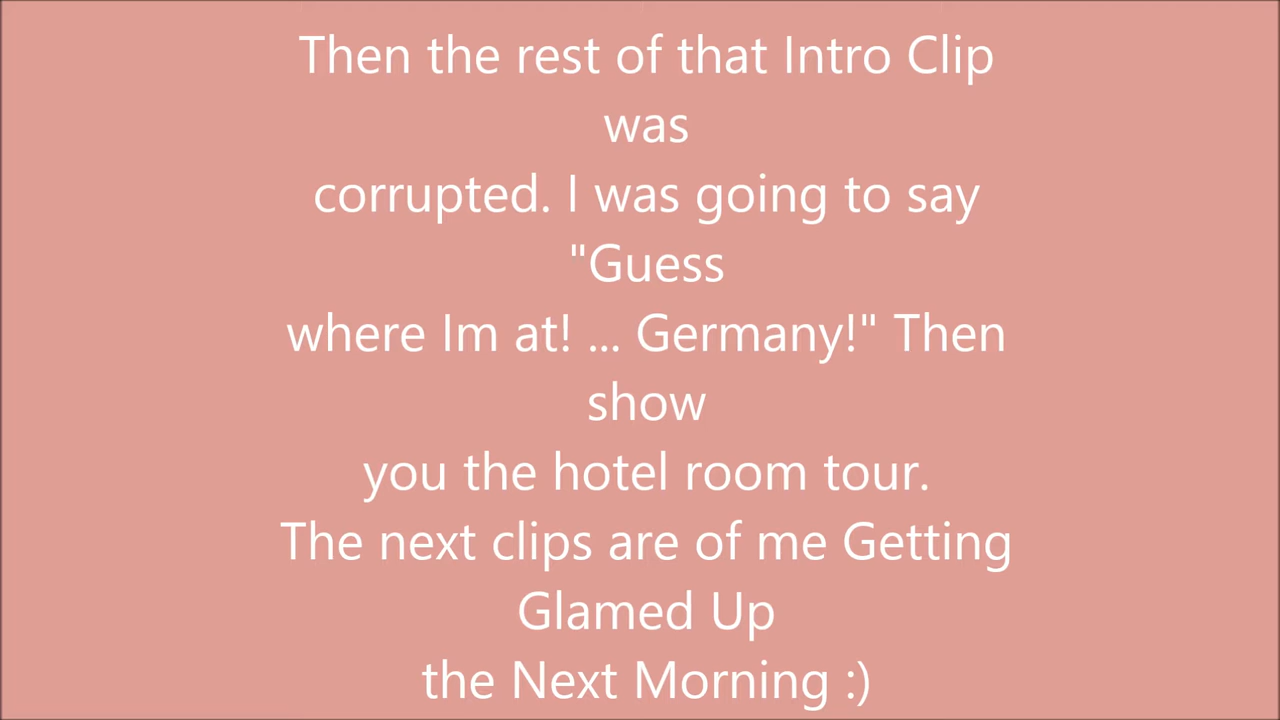 Then the rest of that Intro Clip
was
corrupted. I was going to say
"Guess
where Im at! ... Germany!" Then
show
you the hotel room tour.
The next clips are of me Getting
Glamed Up
the Next Morning :)